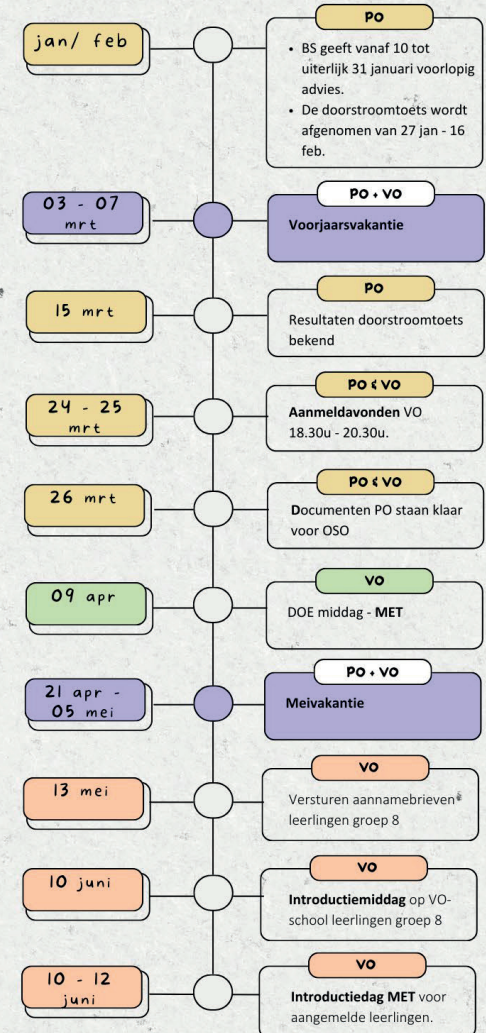 jan/ feb
PO
• BS geeft vanaf 10 tot
uiterlijk 31 januari voorlopig
advies.
• De doorstroomtoets wordt
afgenomen van 27 jan - 16
feb.
03 - 07
mrt
PO + VO
Voorjaarsvakantie
15 mrt
PO
Resultaten doorstroomtoets
bekend
24 - 25
mrt
PO & VO
Aanmeldavonden VO
18.30u - 20.30u.
26 mrt
PO & VO
Documenten PO staan klaar
voor OSO
09 apr
VO
DOE middag - MET
21 apr -
05 mei
PO + VO
Meivakantie
13 mei
VO
Versturen aannamebrieven
leerlingen groep 8
10 juni
VO
Introductiemiddag op VO-
school leerlingen groep 8
10 - 12
juni
VO
Introductiedag MET voor
aangemelde leerlingen.